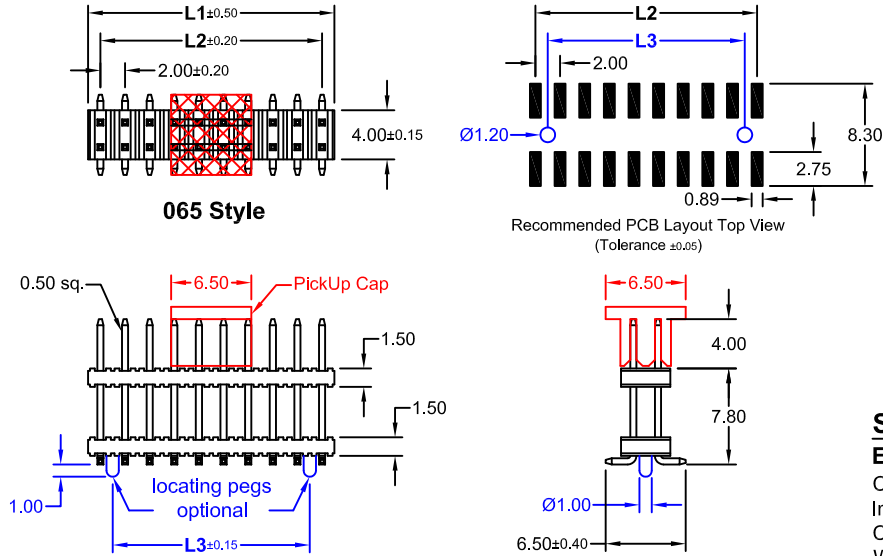 L1±0.50
L2±0.20
2.00±0.20
4.00±0.15
065 Style
L2
L3
2.00
Ø1.20
8.30
2.75
0.89
Recommended PCB Layout Top View
(Tolerance ±0.05)
6.50
PickUp Cap
0.50 sq.
1.50
1.50
locating pegs
optional
1.00
L3±0.15
6.50
4.00
7.80
Ø1.00
6.50±0.40